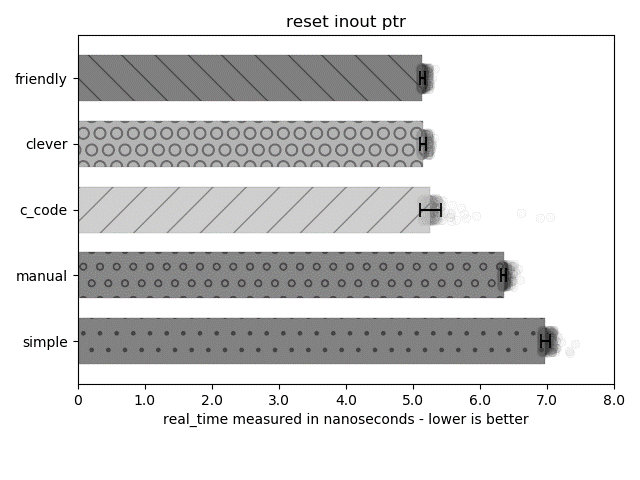 reset inout ptr
friendly
clever
c_code
manual
simple
0 1.0 2.0 3.0 4.0 5.0 6.0 7.0 8.0
real_time measured in nanoseconds - lower is better